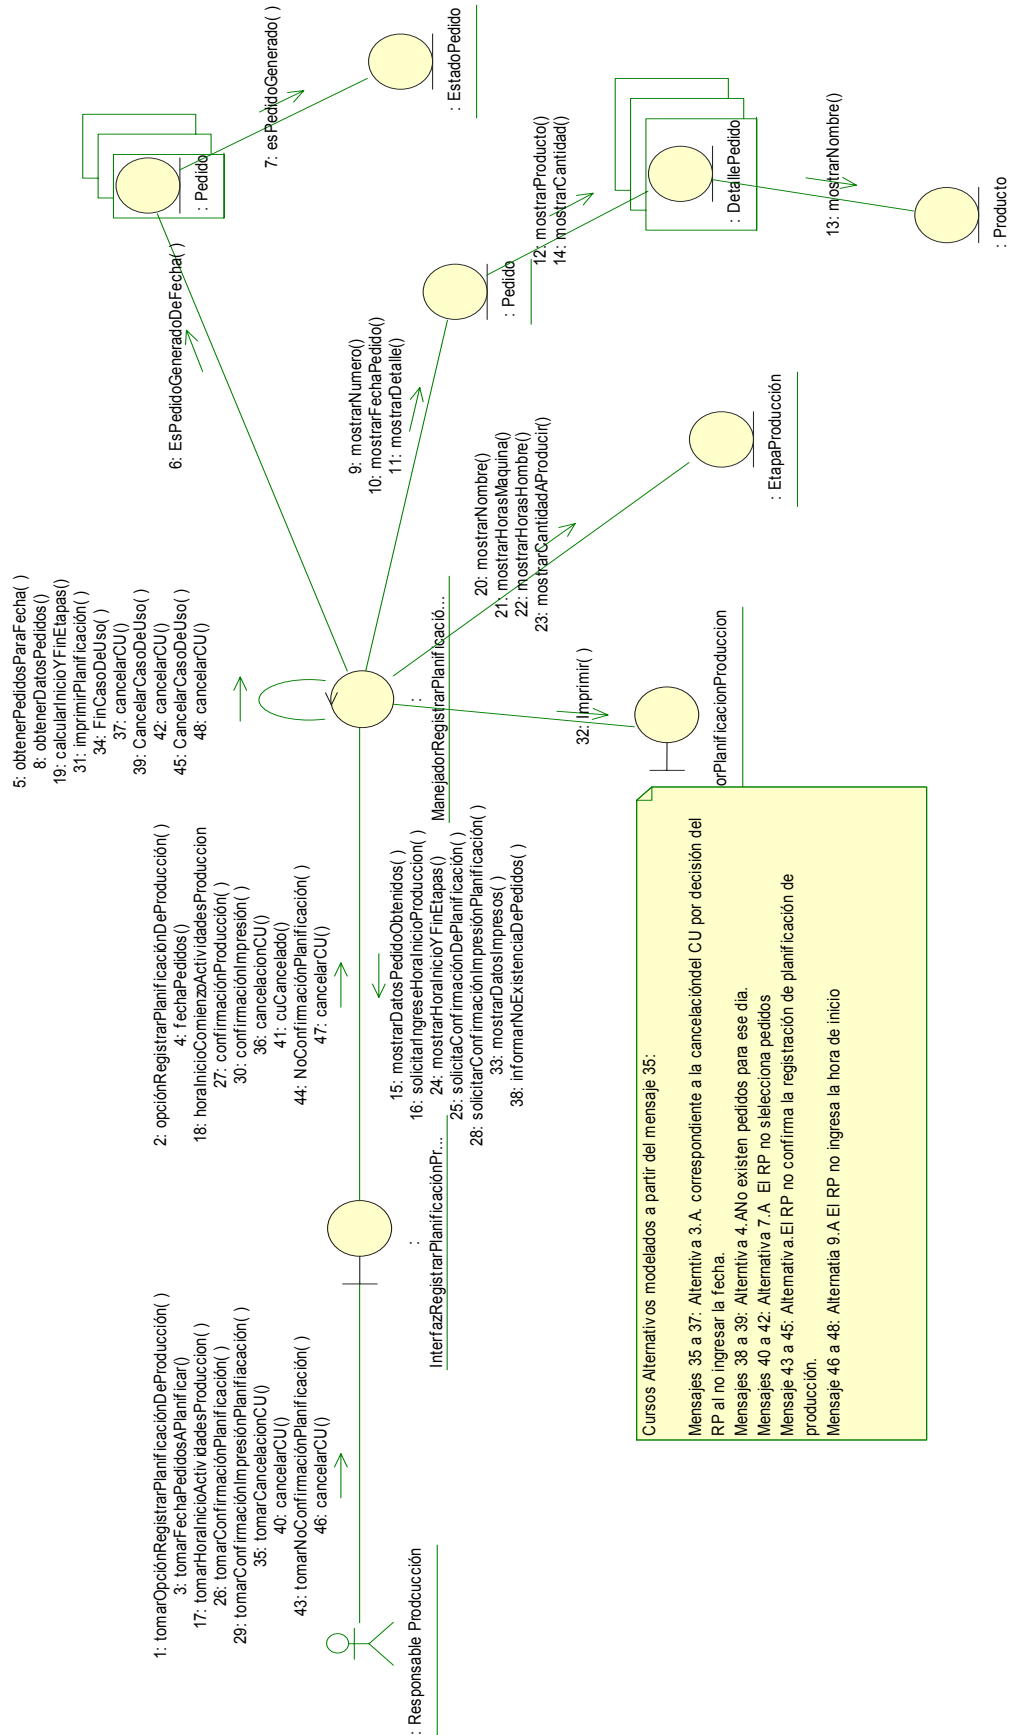 1: tomarOpciónRegistrarPlanificaciónDeProducción( )
3: tomarFechaPedidosAPlanificar()
17: tomarHoraInicioActividadesProduccion( )
26: tomarConfirmaciónPlanificación( )
29: tomarConfirmaciónImpresiónPlanifiacación( )
35: tomarCancelacionCU()
40: cancelarCU()
43: tomarNoConfirmaciónPlanificación( )
46: cancelarCU()
: Responsable Prodcucción
2: opciónRegistrarPlanificaciónDeProducción( )
4: fechaPedidos()
18: horaInicioComienzoActividadesProduccion
27: confirmaciónProducción( )
30: confirmaciónImpresión( )
36: cancelacionCU()
41: cuCancelado()
44: NoConfirmaciónPlanificación( )
47: cancelarCU()
15: mostrarDatosPedidoObtenidos( )
16: solicitarIngreseHoraInicioProduccion( )
24: mostrarHoraInicioYFinEtapas()
25: solicitaConfirmaciónDePlanificación( )
28: solicitarConfirmaciónImpresiónPlanificación( )
33: mostrarDatosImpresos( )
38: informarNoExistenciaDePedidos( )
:
InterfazRegistrarPlanificaciónPr...
5: obtenerPedidosParaFecha( )
8: obtenerDatosPedidos()
19: calcularInicioYFinEtapas()
31: imprimirPlanificación( )
34: FinCasoDeUso( )
37: cancelarCU()
39: CancelarCasoDeUso( )
42: cancelarCU()
45: CancelarCasoDeUso( )
48: cancelarCU()
:
ManejadorRegistrarPlanificació...
6: EsPedidoGeneradoDeFecha( )
: Pedido
7: esPedidoGenerado( )
: EstadoPedido
9: mostrarNumero()
10: mostrarFechaPedido()
11: mostrarDetalle()
: Pedido
12: mostrarProducto()
14: mostrarCantidad()
: DetallePedido
13: mostrarNombre()
: Producto
20: mostrarNombre()
21: mostrarHorasMaquina()
22: mostrarHorasHombre()
23: mostrarCantidadAProducir()
: EtapaProducción
32: Imprimir( )
orPlanificacionProduccion
Cursos Alternativos modelados a partir del mensaje 35:
Mensajes 35 a 37: Alterntiva 3.A. correspondiente a la cancelacióndel CU por decisión del
RP al no ingresar la fecha.
Mensajes 38 a 39: Alterntiva 4.ANo existen pedidos para ese dia.
Mensajes 40 a 42: Alternativa 7.A El RP no slelecciona pedidos
Mensaje 43 a 45: Alternativa.El RP no confirma la registración de planificación de
producción.
Mensaje 46 a 48: Alternatia 9.A El RP no ingresa la hora de inicio